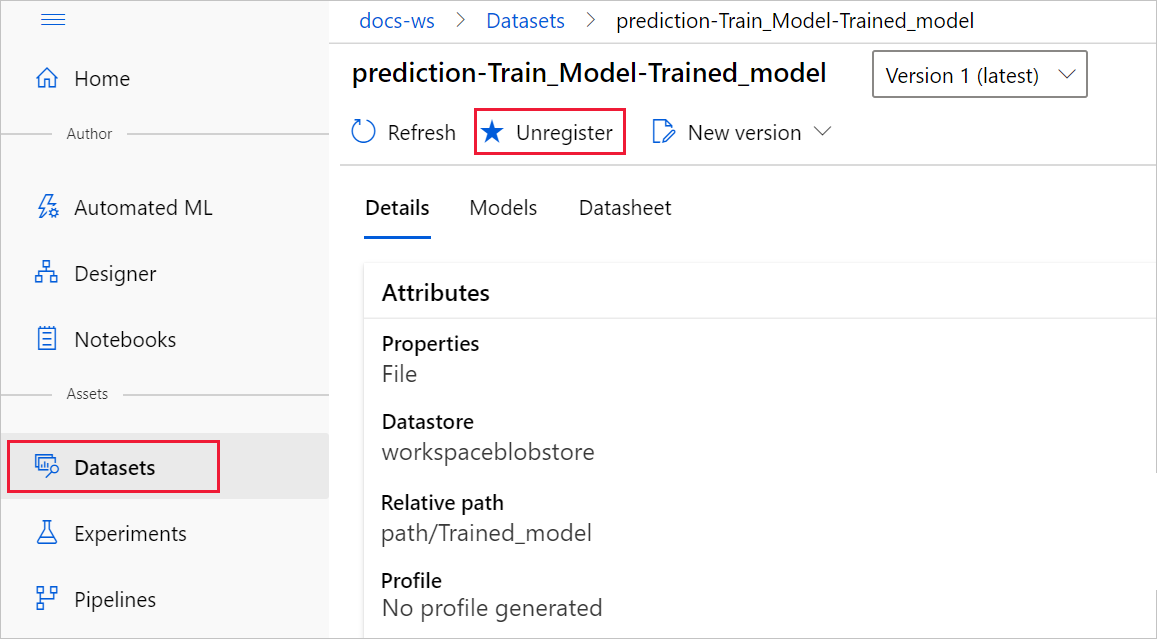 Home
Author
Automated ML
Designer
Notebooks
Assets
Datasets
Experiments
Pipelines
docs-ws > Datasets > prediction-Train_Model-Trained_model
prediction-Train_Model-Trained_model
Version 1 (latest)
Refresh Unregister New version
Details Models Datasheet
Attributes
Properties
File
Datastore
workspaceblobstore
Relative path
path/Trained_model
Profile
No profile generated